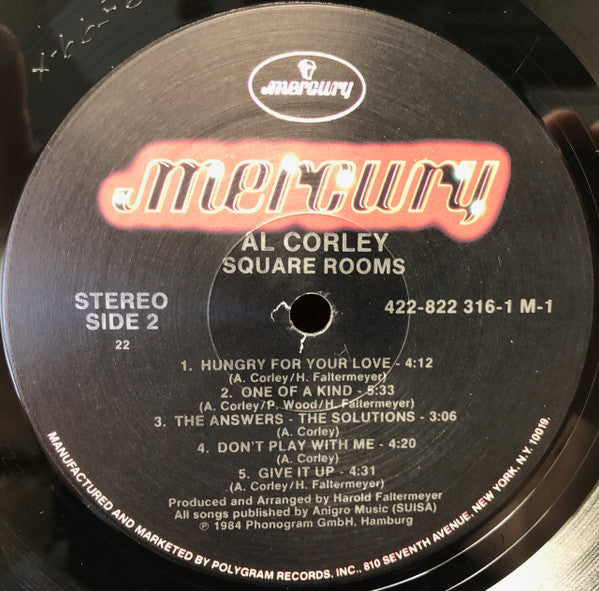 mercury
mercury
AL CORLEY
SQUARE ROOMS
STEREO
SIDE 2
422-822 316-1 M-1
22
1. HUNGRY FOR YOUR LOVE - 4:12
(A. Corley/H. Faltermeyer)
2. ONE OF A KIND - 5:33
(A. Corley/P. Wood/H. Faltermeyer)
3. THE ANSWERS - THE SOLUTIONS - 3:06
(A. Corley)
4. DON'T PLAY WITH ME - 4:20
(A. Corley)
5. GIVE IT UP - 4:31
(A. Corley/H. Faltermeyer)
Produced and Arranged by Harold Faltermeyer
All songs published by Anigro Music (SUISA)
℗ 1984 Phonogram GmbH, Hamburg
MANUFACTURED AND MARKETED BY POLYGRAM RECORDS, INC., 810 SEVENTH AVENUE, NEW YORK, N.Y. 10019.